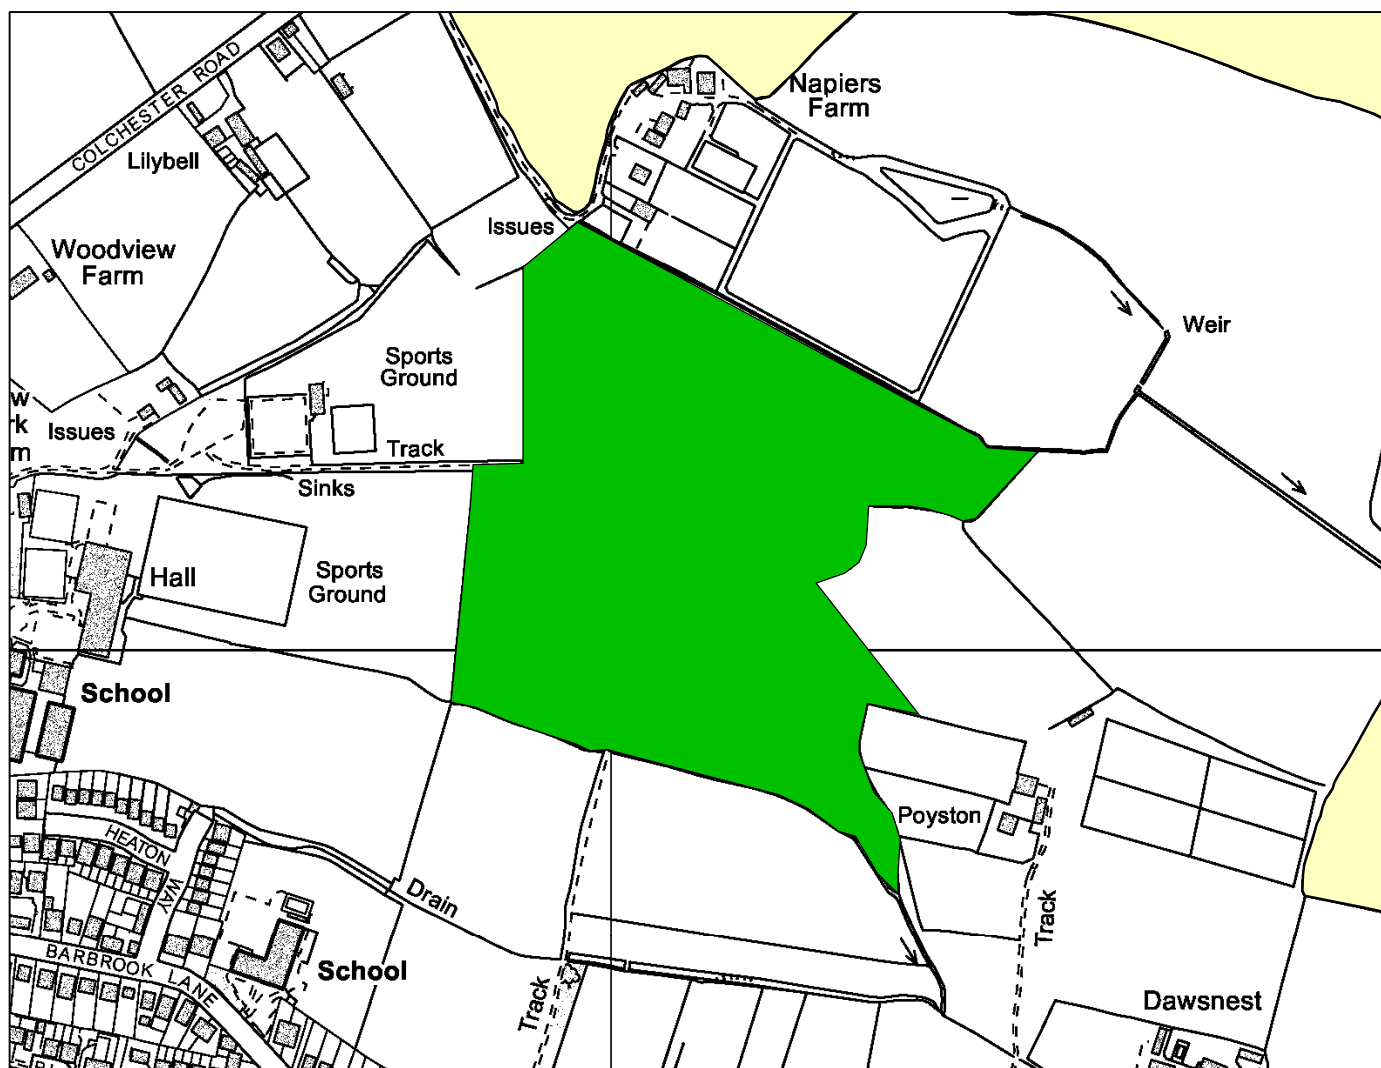 COLCHESTER ROAD
Napiers
Farm
Lilybell
Issues
Woodview
Farm
Weir
Sports
Ground
w
rk
m
Issues
Track
Sinks
Hall
Sports
Ground
School
HEATON
WAY
Poyston
Drain
Track
BARBROOK LANE
School
Track
Dawsnest